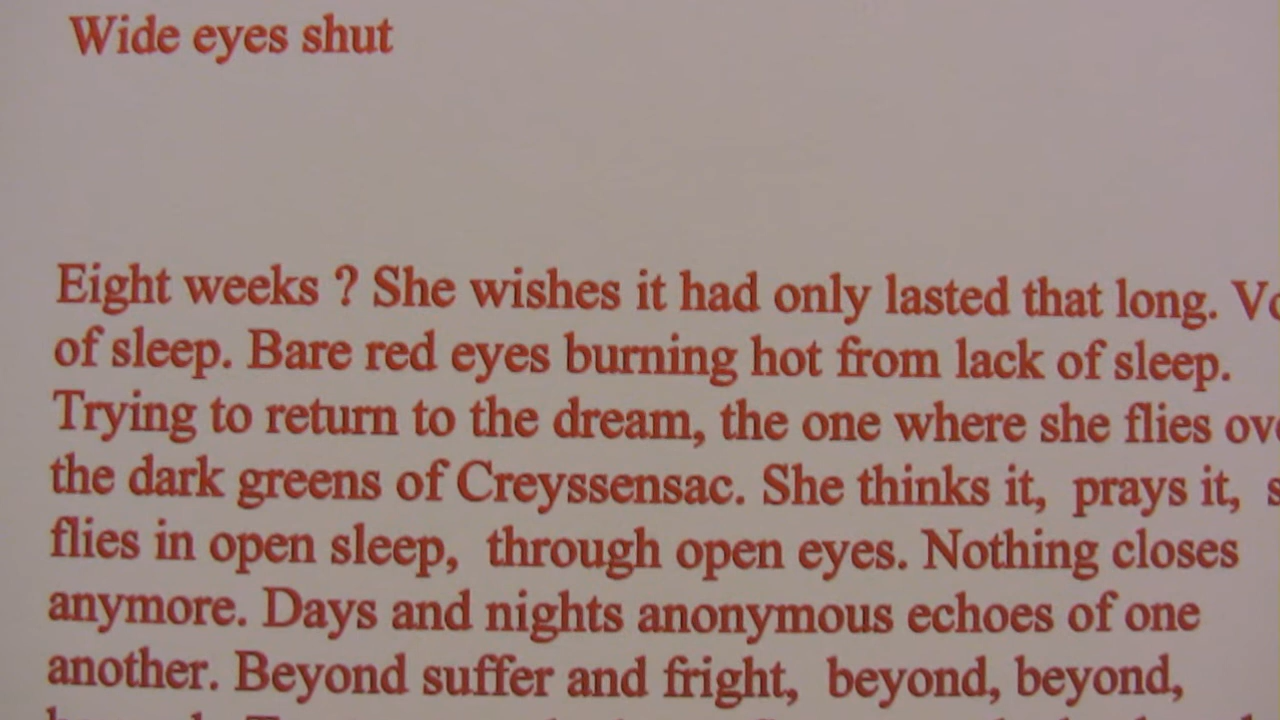 Wide eyes shut
Eight weeks ? She wishes it had only lasted that long.
of sleep. Bare red eyes burning hot from lack of sleep.
Trying to return to the dream, the one where she flies
the dark greens of Creyssensac. She thinks it, prays it,
flies in open sleep, through open eyes. Nothing closes
anymore. Days and nights anonymous echoes of one
another. Beyond suffer and fright, beyond, beyond,